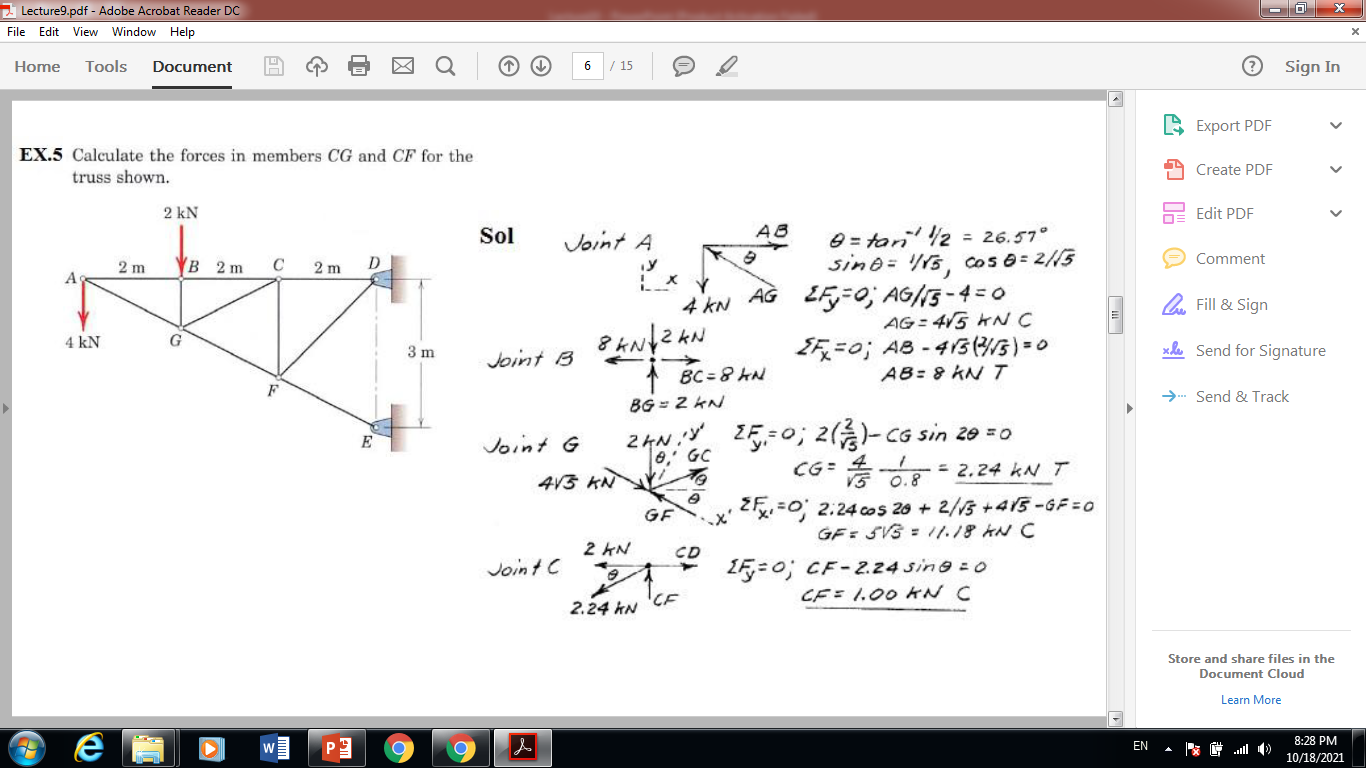 Lecture9.pdf - Adobe Acrobat Reader DC
File Edit View Window Help
Home Tools Document 6 / 15 Sign In
EX.5 Calculate the forces in members CG and CF for the
truss shown.
2 kN
2 m 2 m 2 m
A B C D
4 kN
G
3 m
F
E
Sol
Joint A
y
x
AB
θ
4 kN
AG
θ = tan⁻¹ 1/2 = 26.57°
sin θ = 1/√5, cos θ = 2/√5
ΣFy = 0; AG/√5 - 4 = 0
AG = 4√5 kN C
ΣFx = 0; AB - 4√5 (2/√5) = 0
AB = 8 kN T
Joint B
8 kN
2 kN
BC = 8 kN
BG = 2 kN
Joint G
2 kN
y'
θ
GC
4√5 kN
θ
θ
GF
x'
ΣFy' = 0; 2(2/√5) - CG sin 2θ = 0
CG = 4/√5 1/0.8 = 2.24 kN T
ΣFx' = 0; 2.24 cos 2θ + 2/√5 + 4√5 - GF = 0
GF = 5√5 = 11.18 kN C
Joint C
2 kN
CD
θ
2.24 kN
CF
ΣFy = 0; CF - 2.24 sin θ = 0
CF = 1.00 kN C
Export PDF
Create PDF
Edit PDF
Comment
Fill & Sign
Send for Signature
Send & Track
Store and share files in the
Document Cloud
Learn More
EN
8:28 PM
10/18/2021